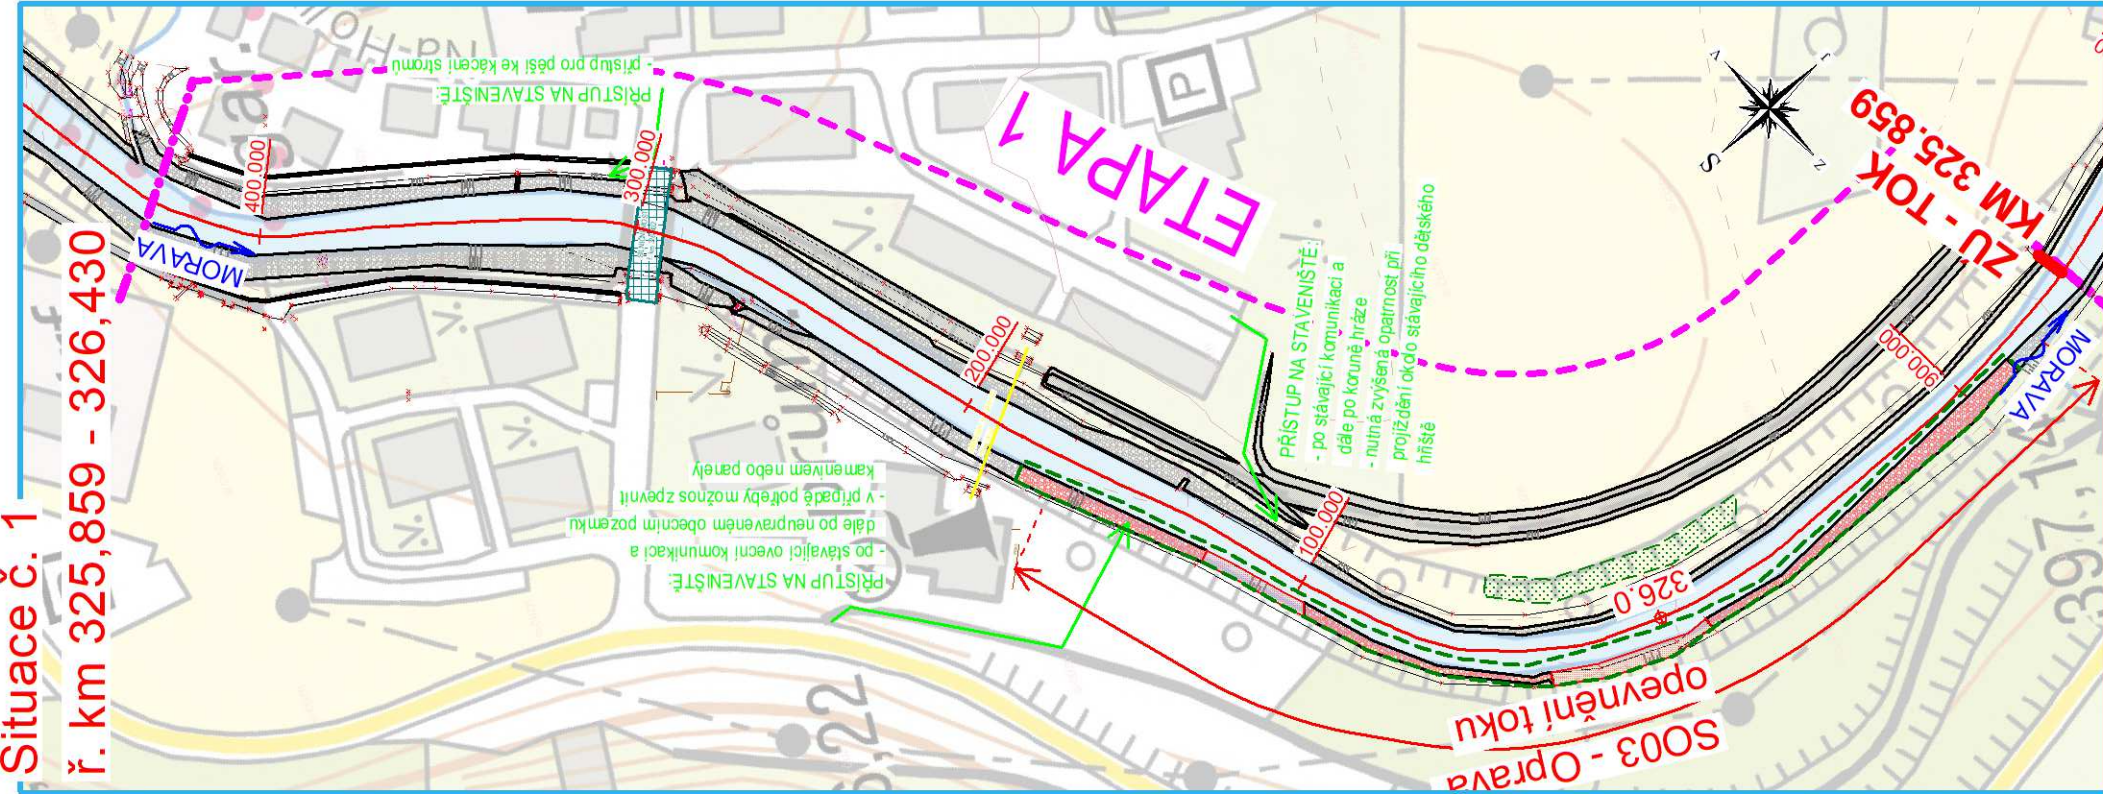 Situace č. 1
ř. km 325,859 - 326,430
- přístup pro pěší ke kácení stromů
PŘÍSTUP NA STAVENIŠTĚ:
400.000
300.000
MORAVA
ETAPA 1
P
S
v
j
z
ZÚ - TOK
KM 325.859
200.000
PŘÍSTUP NA STAVENIŠTĚ:
- po stávající komunikaci a
dále po koruně hráze
- nutná zvýšená opatrnost při
projíždění okolo stávajícího dětského
hřiště
PŘÍSTUP NA STAVENIŠTĚ:
- po stávající ovecní komunikaci a
dále po neupraveném obecním pozemku
- v případě potřeby možnos zpevnit
kamenivem nebo panely
100.000
900.000
MORAVA
326.0
SO03 - Oprava
opevnění toku
Na-Hol